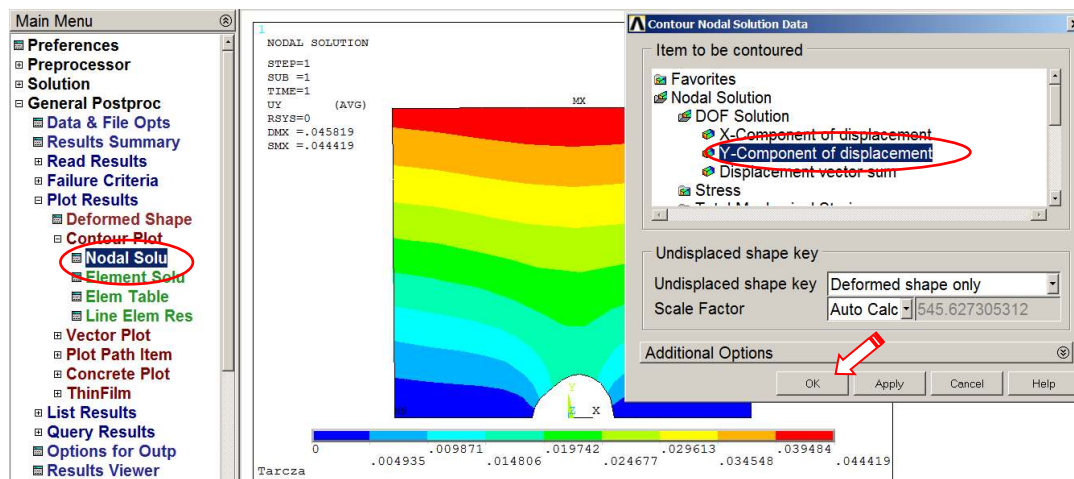 Main Menu
Preferences
Preprocessor
Solution
General Postproc
Data & File Opts
Results Summary
Read Results
Failure Criteria
Plot Results
Deformed Shape
Contour Plot
Nodal Solu
Element Solu
Elem Table
Line Elem Res
Vector Plot
Plot Path Item
Concrete Plot
ThinFilm
List Results
Query Results
Options for Outp
Results Viewer
1
NODAL SOLUTION
STEP=1
SUB =1
TIME=1
UY (AVG)
RSYS=0
DMX =.045819
SMX =.044419
MX
Y
Z X
0 .009871 .019742 .029613 .039484
.004935 .014806 .024677 .034548 .044419
Tarcza
Contour Nodal Solution Data
Item to be contoured
Favorites
Nodal Solution
DOF Solution
X-Component of displacement
Y-Component of displacement
Displacement vector sum
Stress
Undisplaced shape key
Undisplaced shape key Deformed shape only
Scale Factor Auto Calc 545.627305312
Additional Options
OK Apply Cancel Help